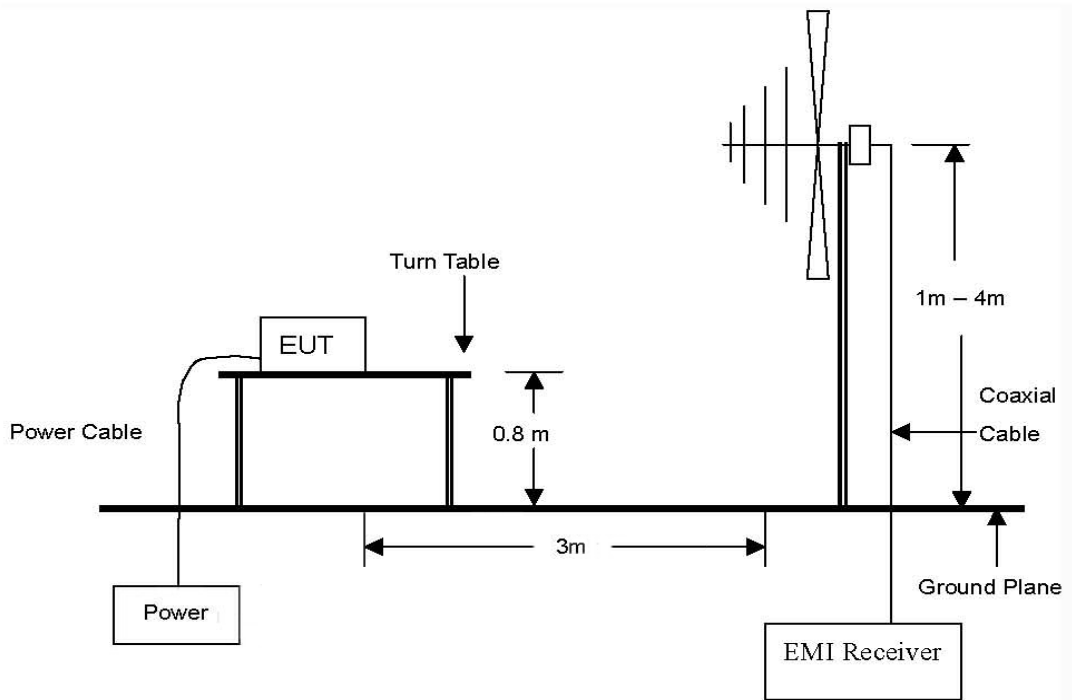 Turn Table
1m – 4m
EUT
Coaxial
Cable
Power Cable
0.8 m
3m
Ground Plane
Power
EMI Receiver